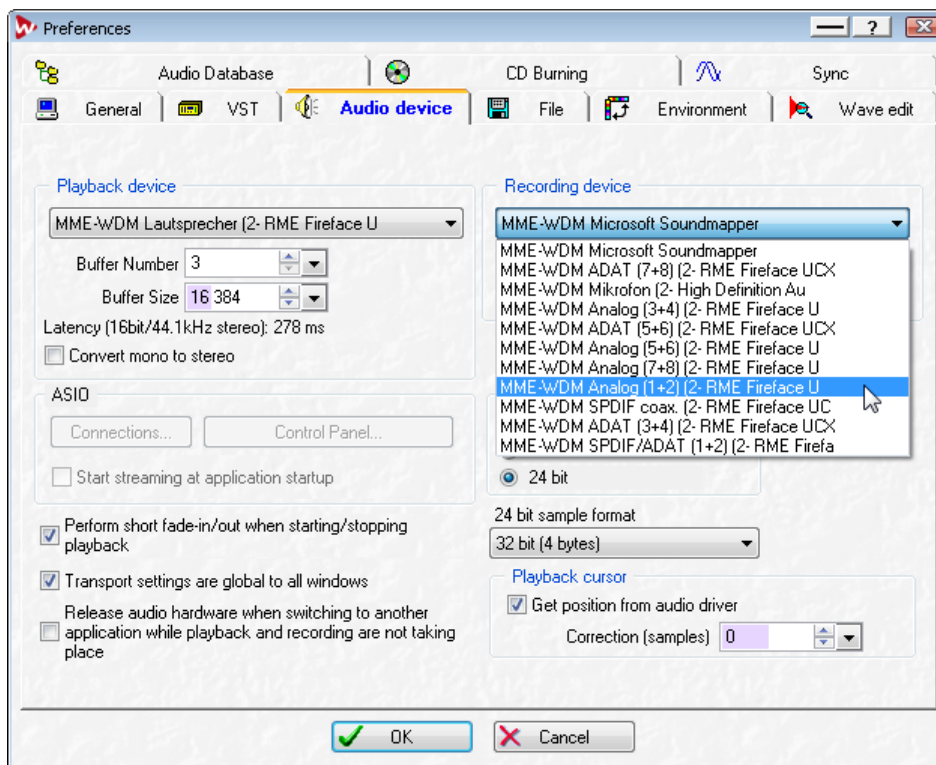 Preferences
Audio Database
CD Burning
Sync
General
VST
Audio device
File
Environment
Wave edit
Playback device
MME-WDM Lautsprecher (2- RME Fireface U
Buffer Number 3
Buffer Size 16 384
Latency (16bit/44.1kHz stereo): 278 ms
Convert mono to stereo
ASIO
Connections...
Control Panel...
Start streaming at application startup
Perform short fade-in/out when starting/stopping
playback
Transport settings are global to all windows
Release audio hardware when switching to another
application while playback and recording are not taking
place
Recording device
MME-WDM Microsoft Soundmapper
MME-WDM Microsoft Soundmapper
MME-WDM ADAT (7+8) (2- RME Fireface UCX
MME-WDM Mikrofon (2- High Definition Au
MME-WDM Analog (3+4) (2- RME Fireface U
MME-WDM ADAT (5+6) (2- RME Fireface UCX
MME-WDM Analog (5+6) (2- RME Fireface U
MME-WDM Analog (7+8) (2- RME Fireface U
MME-WDM Analog (1+2) (2- RME Fireface U
MME-WDM SPDIF coax. (2- RME Fireface UC
MME-WDM ADAT (3+4) (2- RME Fireface UCX
MME-WDM SPDIF/ADAT (1+2) (2- RME Firefa
24 bit
24 bit sample format
32 bit (4 bytes)
Playback cursor
Get position from audio driver
Correction (samples) 0
OK
Cancel